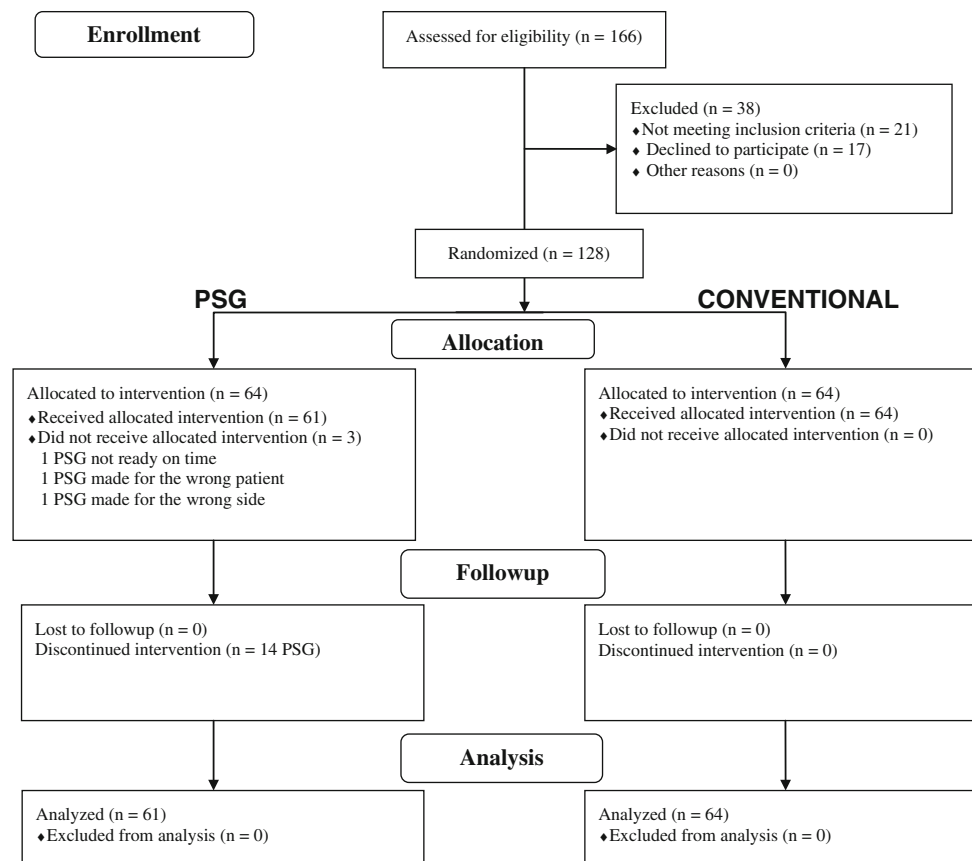 Enrollment
Assessed for eligibility (n = 166)
Excluded (n = 38)
♦Not meeting inclusion criteria (n = 21)
♦ Declined to participate (n = 17)
♦ Other reasons (n = 0)
Randomized (n = 128)
PSG
CONVENTIONAL
Allocation
Allocated to intervention (n = 64)
♦Received allocated intervention (n = 61)
♦Did not receive allocated intervention (n = 3)
1 PSG not ready on time
1 PSG made for the wrong patient
1 PSG made for the wrong side
Allocated to intervention (n = 64)
♦Received allocated intervention (n = 64)
♦Did not receive allocated intervention (n = 0)
Followup
Lost to followup (n = 0)
Discontinued intervention (n = 14 PSG)
Lost to followup (n = 0)
Discontinued intervention (n = 0)
Analysis
Analyzed (n = 61)
♦Excluded from analysis (n = 0)
Analyzed (n = 64)
♦Excluded from analysis (n = 0)